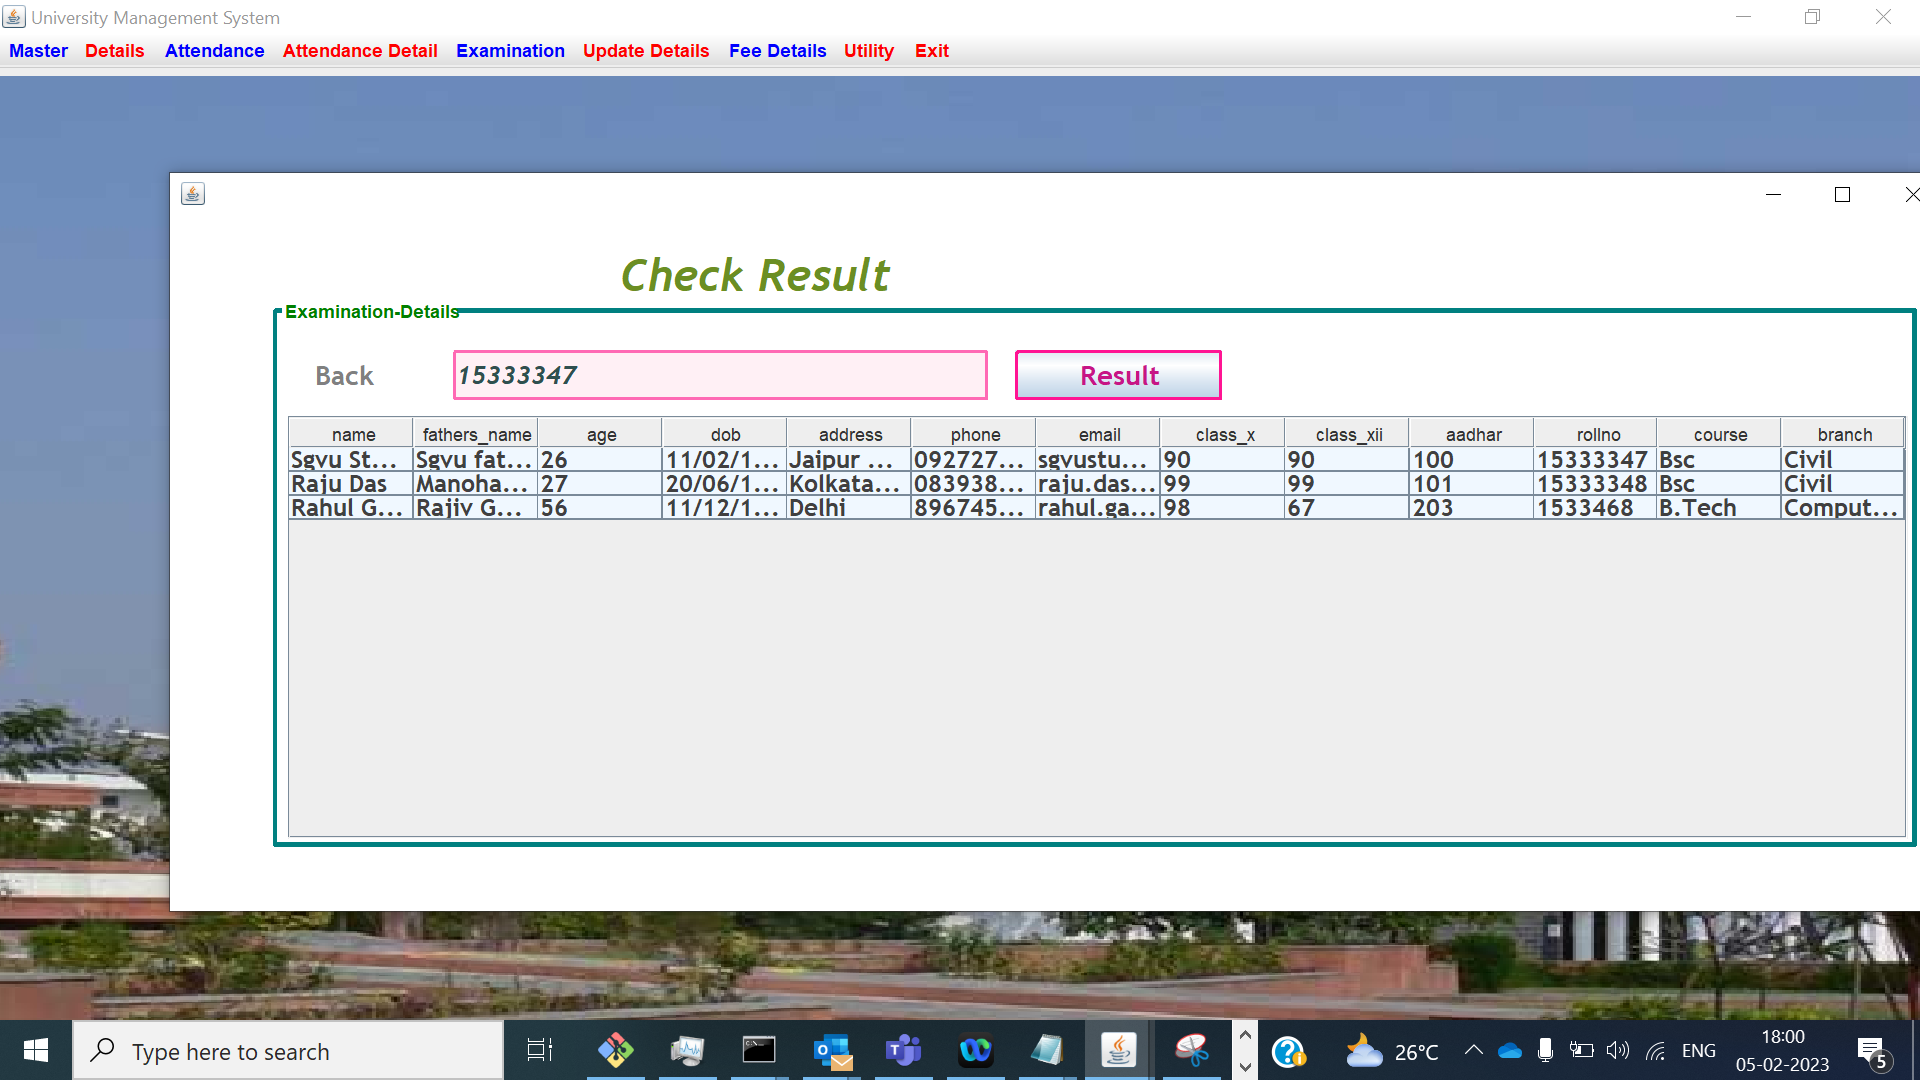 University Management System
Master Details Attendance Attendance Detail Examination Update Details Fee Details Utility Exit
Check Result
Examination-Details
Back 15333347 Result
name fathers_name age dob address phone email class_x class_xii aadhar rollno course branch
Sgvu St... Sgvu fat... 26 11/02/1... Jaipur ... 092727... sgvustu... 90 90 100 15333347 Bsc Civil
Raju Das Manoha... 27 20/06/1... Kolkata... 083938... raju.das... 99 99 101 15333348 Bsc Civil
Rahul G... Rajiv G... 56 11/12/1... Delhi 896745... rahul.ga... 98 67 203 1533468 B.Tech Comput...
Type here to search 26°C ENG 18:00
05-02-2023 5